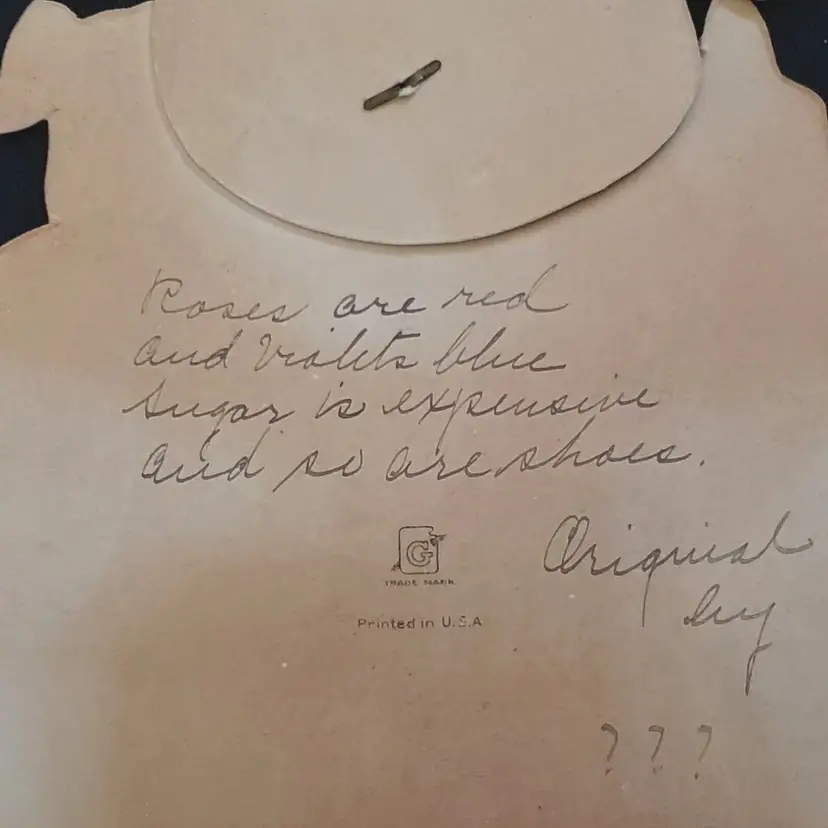 Roses are red
and Violets blue
Sugar is expensive
and so are shoes.
Original
by
G
TRADE MARK
Printed in U.S.A
???